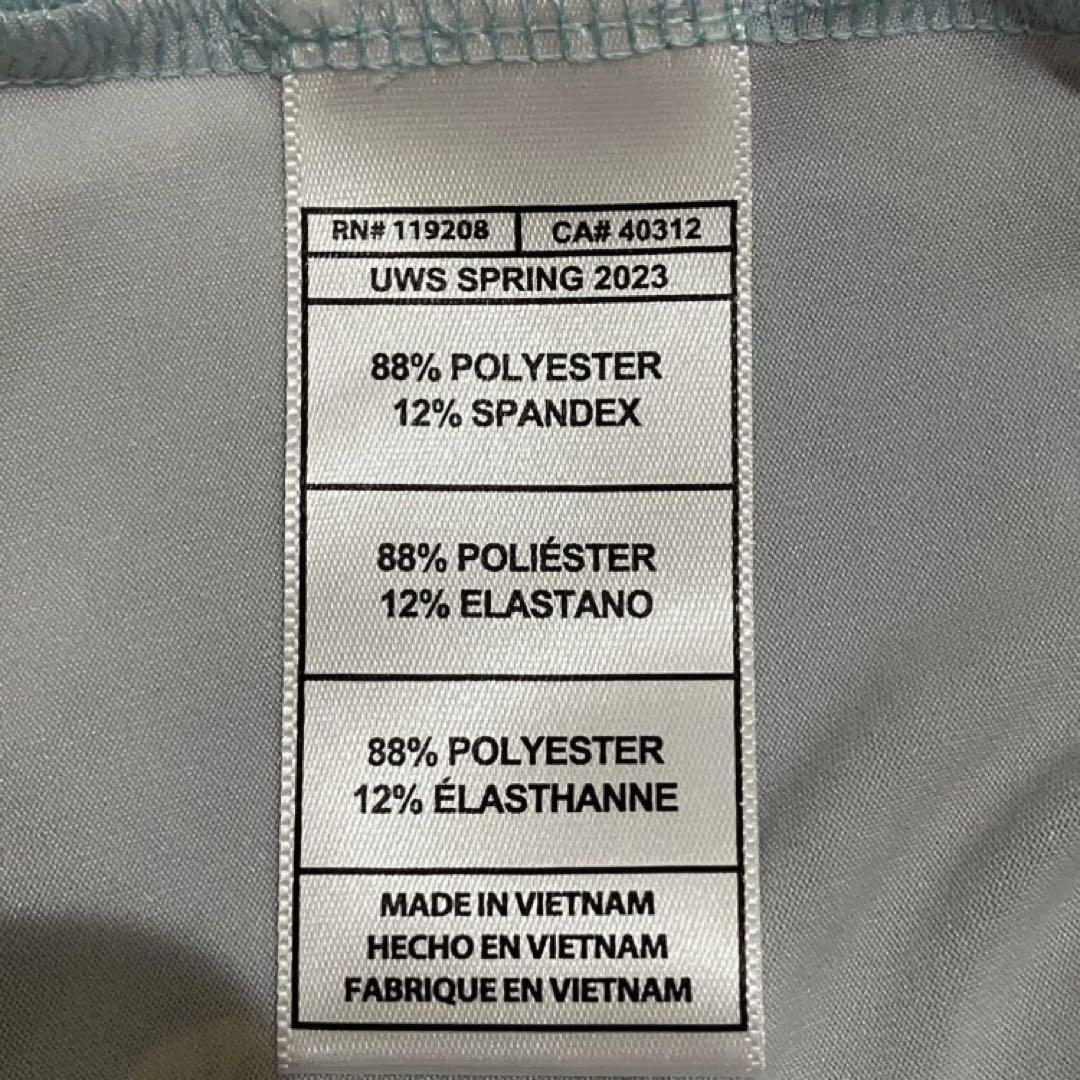 RN# 119208 CA# 40312
UWS SPRING 2023
88% POLYESTER
12% SPANDEX
88% POLIÉSTER
12% ELASTANO
88% POLYESTER
12% ÉLASTHANNE
MADE IN VIETNAM
HECHO EN VIETNAM
FABRIQUE EN VIETNAM